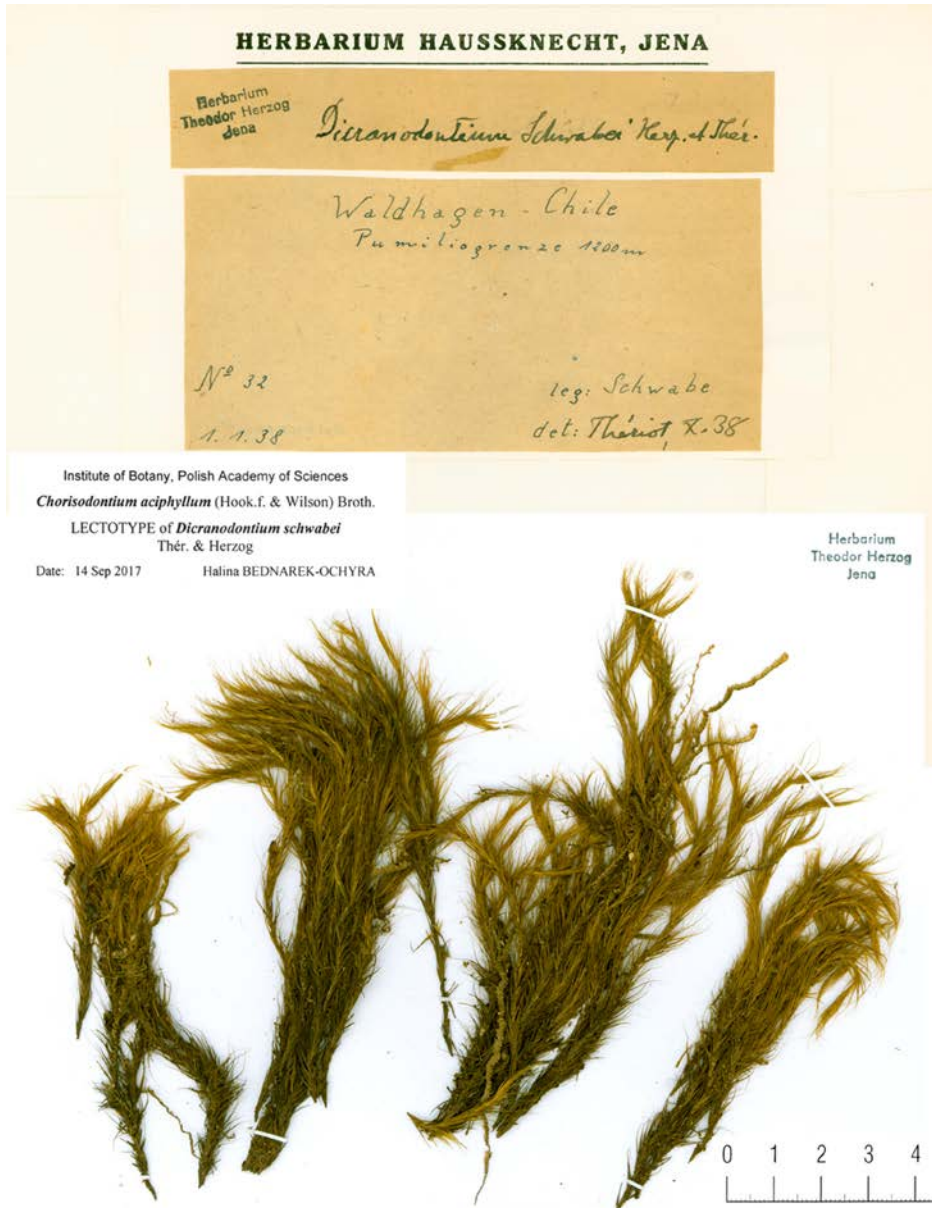 HERBARIUM HAUSSKNECHT, JENA
Herbarium
Theodor Herzog
Jena
Dicranodontium Schwabei Herz. et Thér.
Waldhagen - Chile
Pumiliogrenze 1200m
Nº 32
leg: Schwabe
1. 1. 38
det: Thériot, X. 38
Institute of Botany, Polish Academy of Sciences
Chorisodontium aciphyllum (Hook.f. & Wilson) Broth.
LECTOTYPE of Dicranodontium schwabei
Thér. & Herzog
Date: 14 Sep 2017 Halina BEDNAREK-OCHYRA
Herbarium
Theodor Herzog
Jena
0 1 2 3 4